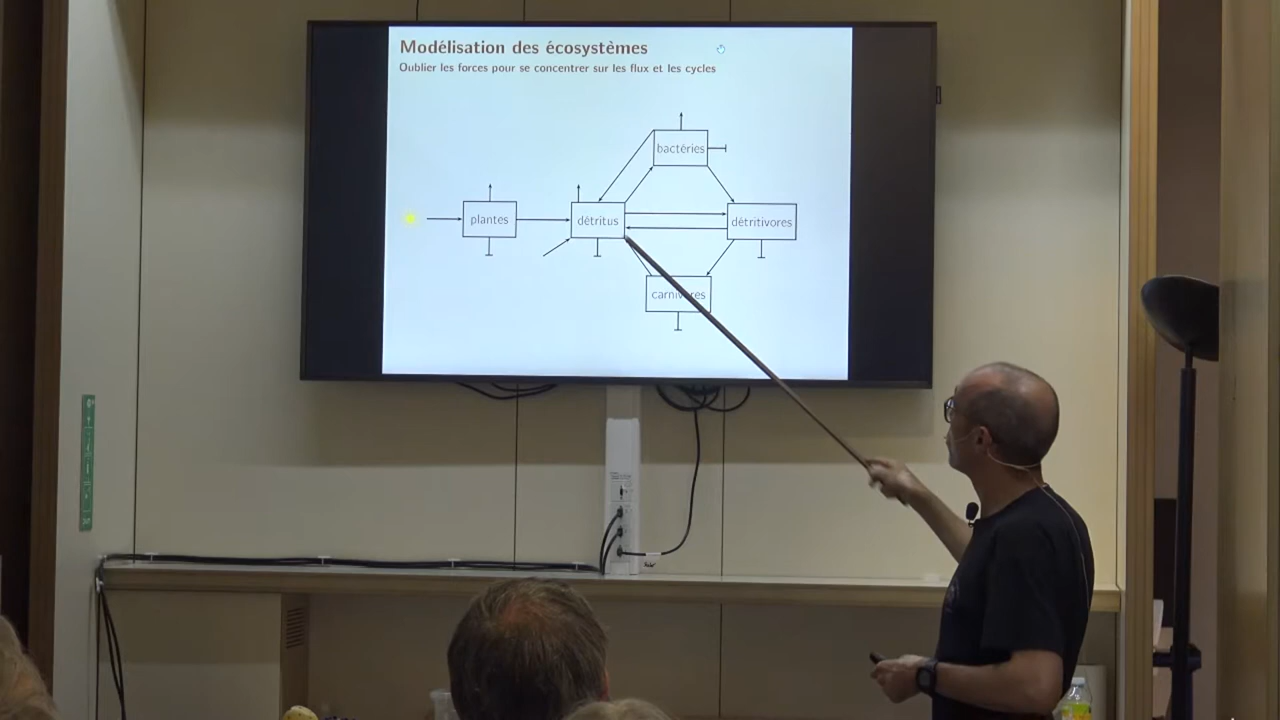 Modélisation des écosystèmes
Oublier les forces pour se concentrer sur les flux et les cycles
bactéries
plantes
détritus
détritivores
carnivores